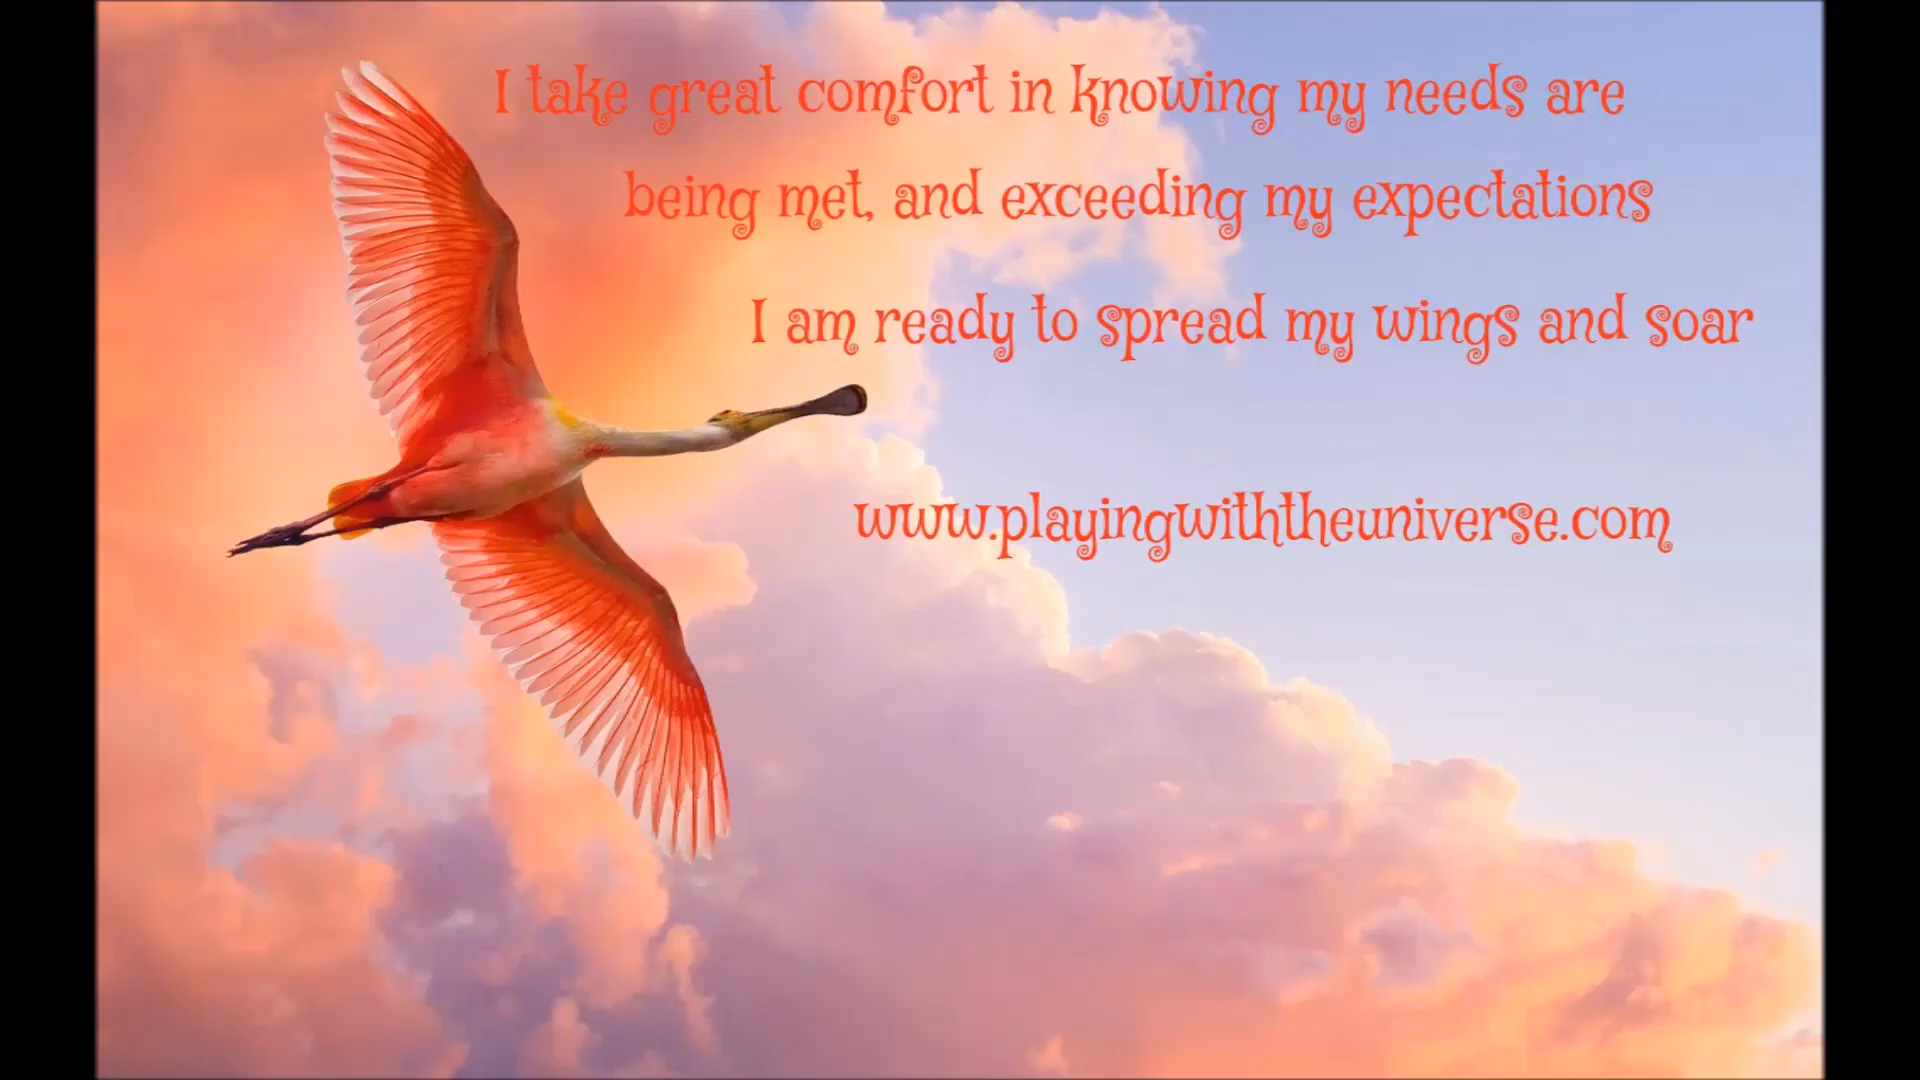 I take great comfort in knowing my needs are
being met, and exceeding my expectations
I am ready to spread my wings and soar
www.playingwiththeuniverse.com